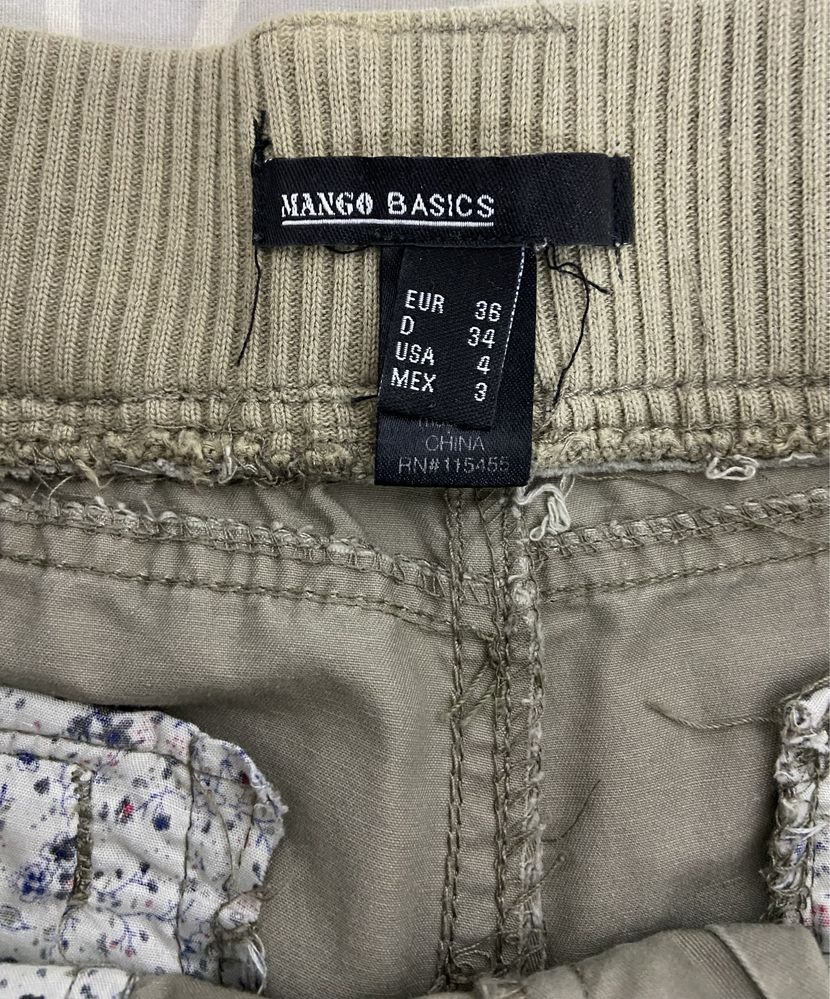 MANGO BASICS
EUR 36
D 34
USA 4
MEX 3
CHINA
RN#115455